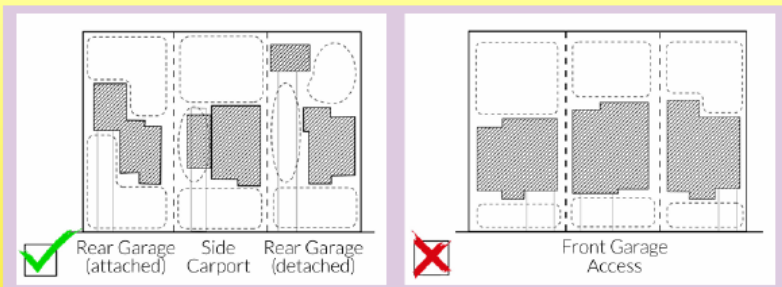 Rear Garage
(attached)
Side
Carport
Rear Garage
(detached)
Front Garage
Access